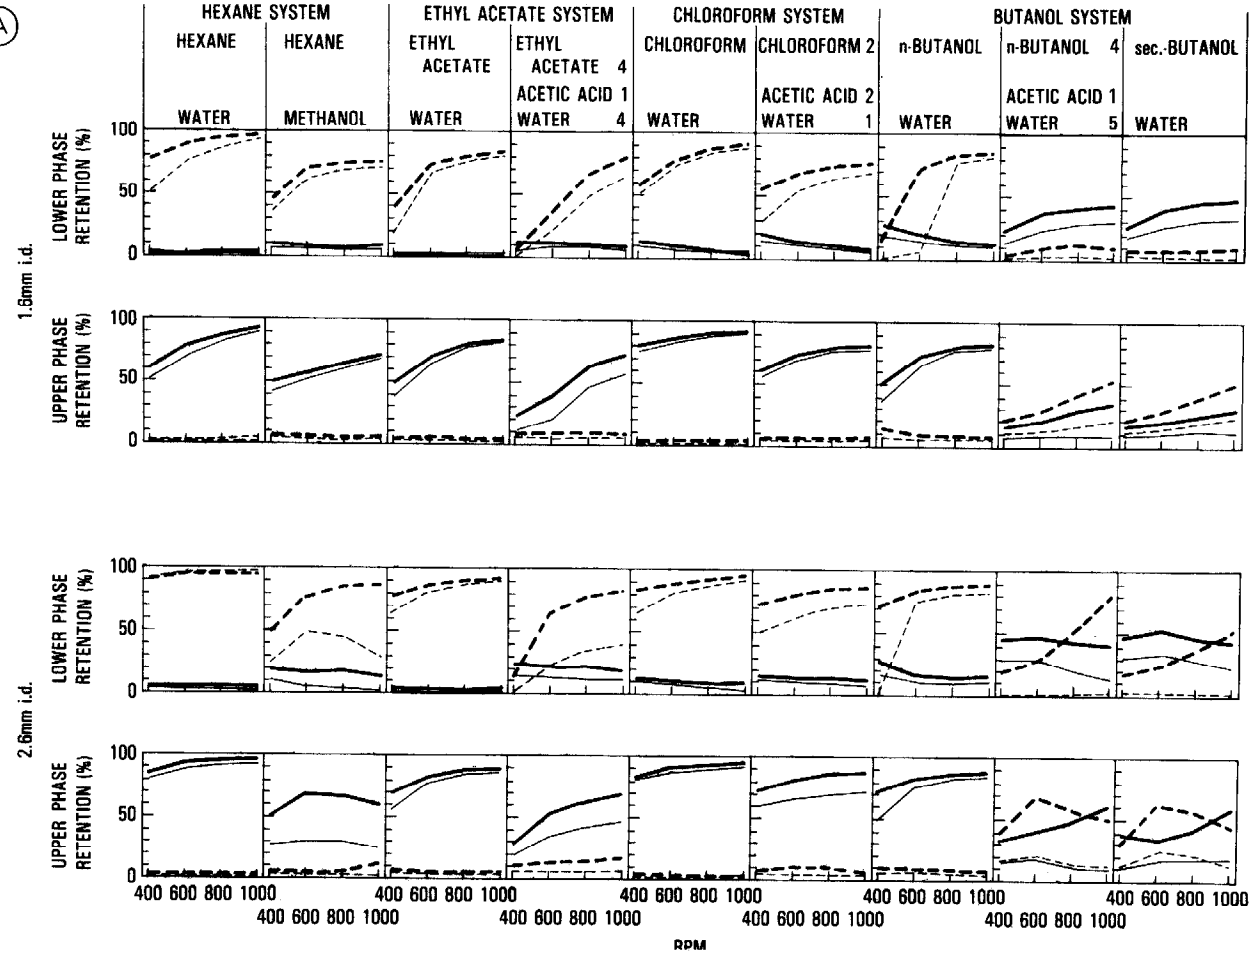 A
HEXANE SYSTEM ETHYL ACETATE SYSTEM CHLOROFORM SYSTEM BUTANOL SYSTEM
HEXANE HEXANE ETHYL ETHYL CHLOROFORM CHLOROFORM 2 n-BUTANOL n-BUTANOL 4 sec.-BUTANOL
ACETATE ACETATE 4
ACETIC ACID 1 ACETIC ACID 2 ACETIC ACID 1
WATER METHANOL WATER WATER 4 WATER WATER 1 WATER WATER 5 WATER
1.6mm i.d.
LOWER PHASE
RETENTION (%)
100
50
0
UPPER PHASE
RETENTION (%)
100
50
0
2.6mm i.d.
LOWER PHASE
RETENTION (%)
100
50
0
UPPER PHASE
RETENTION (%)
100
50
0
400 600 800 1000 400 600 800 1000 400 600 800 1000 400 600 800 1000 400 600 800 1000
400 600 800 1000 400 600 800 1000 400 600 800 1000 400 600 800 1000
RPM